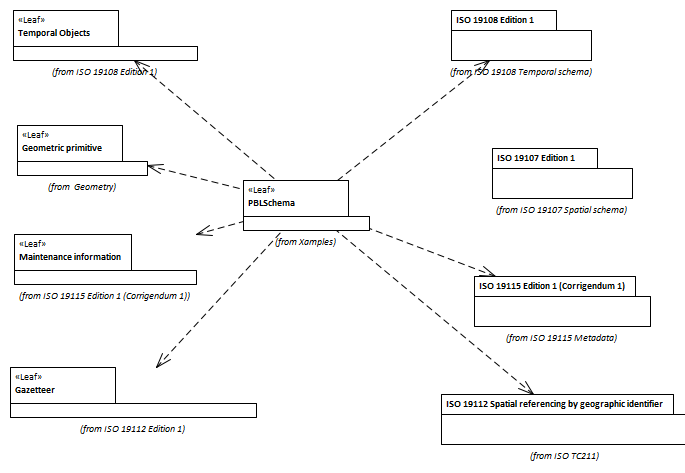 «Leaf»
Temporal Objects
(from ISO 19108 Edition 1)
ISO 19108 Edition 1
(from ISO 19108 Temporal schema)
«Leaf»
Geometric primitive
(from  Geometry)
ISO 19107 Edition 1
(from ISO 19107 Spatial schema)
«Leaf»
PBLSchema
(from Xamples)
«Leaf»
Maintenance information
(from ISO 19115 Edition 1 (Corrigendum 1))
ISO 19115 Edition 1 (Corrigendum 1)
(from ISO 19115 Metadata)
«Leaf»
Gazetteer
(from ISO 19112 Edition 1)
ISO 19112 Spatial referencing by geographic identifier
(from ISO TC211)